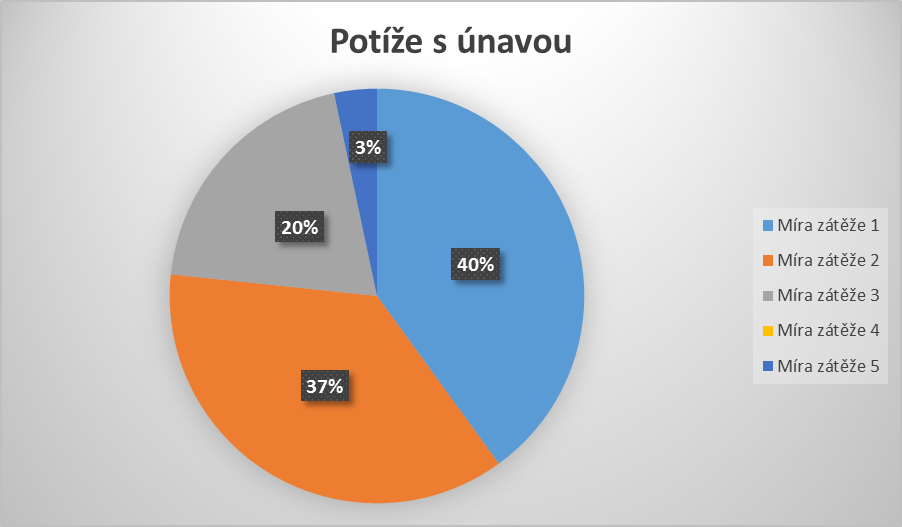 Potíže s únavou
3%
20%
40%
37%
Míra zátěže 1
Míra zátěže 2
Míra zátěže 3
Míra zátěže 4
Míra zátěže 5